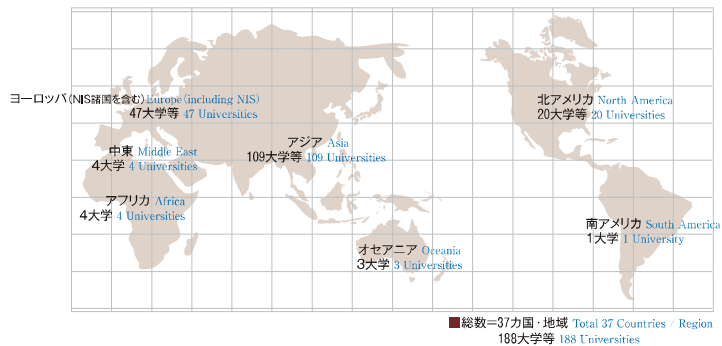 ヨーロッパ(NIS諸国を含む)Europe(including NIS)
47大学等 47 Universities
中東 Middle East
4大学 4 Universities
アフリカ Africa
4大学 4 Universities
アジア Asia
109大学等 109 Universities
オセアニア Oceania
3大学 3 Universities
北アメリカ North America
20大学等 20 Universities
南アメリカ South America
1大学 1 University
■総数=37カ国・地域 Total 37 Countries / Region
188大学等 188 Universities